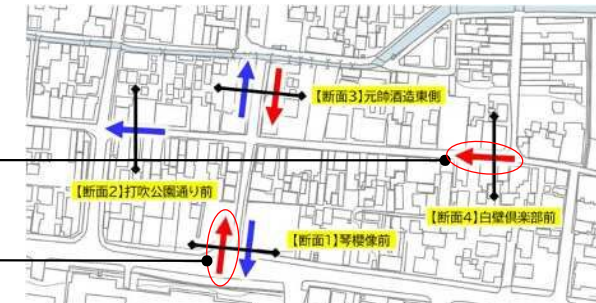 【断面3】元帥酒造東側
【断面2】打吹公園通り前
【断面4】白壁倶楽部前
【断面1】琴櫻像前